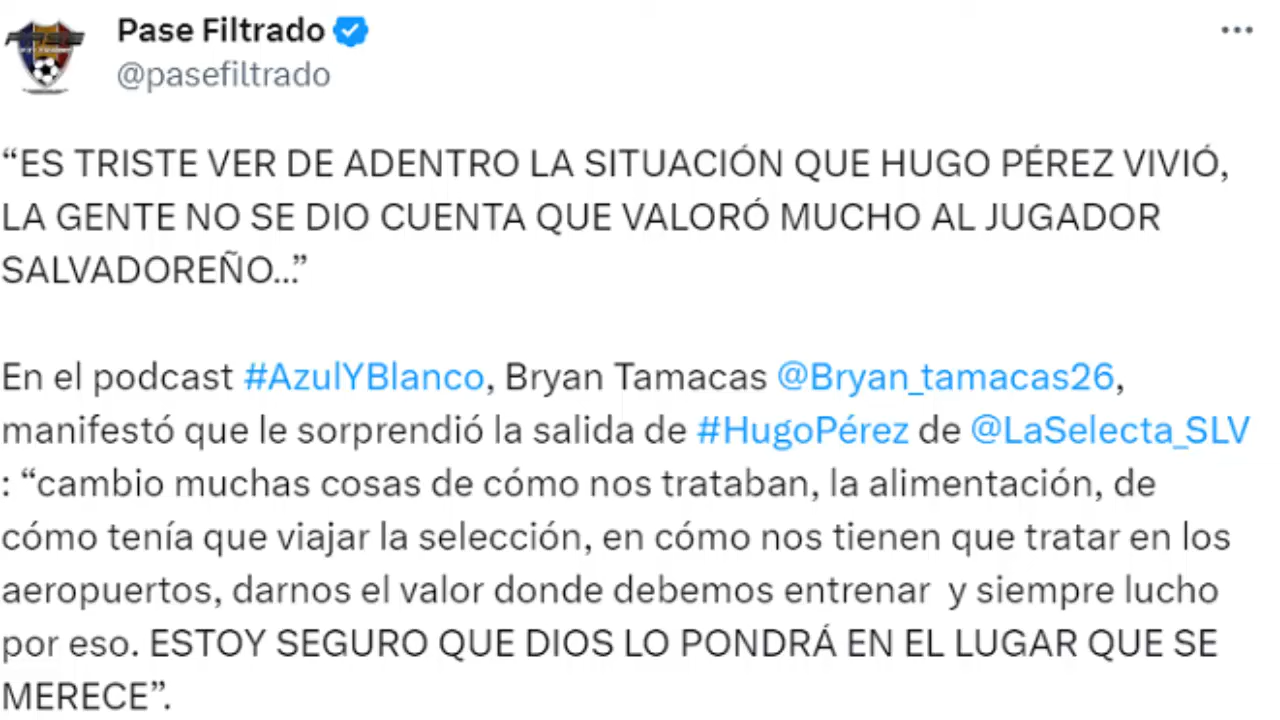 Pase Filtrado
@pasefiltrado
“ES TRISTE VER DE ADENTRO LA SITUACIÓN QUE HUGO PÉREZ VIVIÓ,
LA GENTE NO SE DIO CUENTA QUE VALORÓ MUCHO AL JUGADOR
SALVADOREÑO...”
En el podcast #AzulYBlanco, Bryan Tamacas @Bryan_tamacas26,
manifestó que le sorprendió la salida de #HugoPérez de @LaSelecta_SLV
: “cambio muchas cosas de cómo nos trataban, la alimentación, de
cómo tenía que viajar la selección, en cómo nos tienen que tratar en los
aeropuertos, darnos el valor donde debemos entrenar  y siempre lucho
por eso. ESTOY SEGURO QUE DIOS LO PONDRÁ EN EL LUGAR QUE SE
MERECE”.